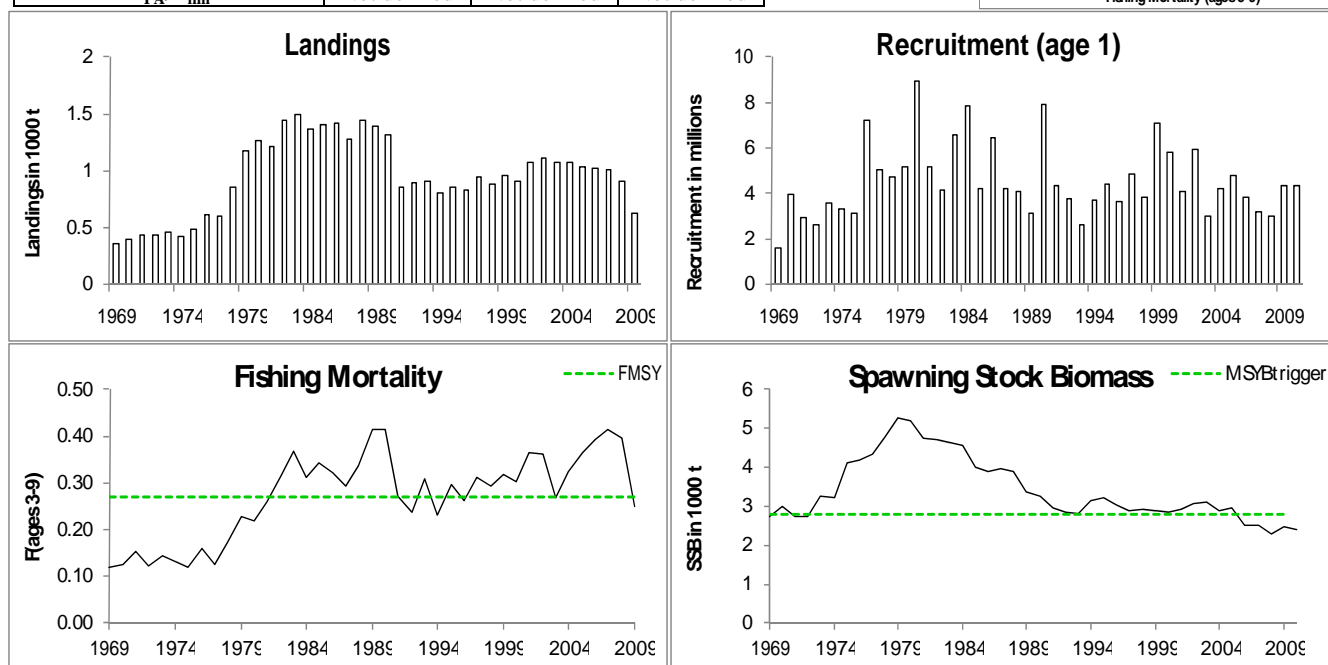 Landings
2
1.5
1
0.5
0
Landings in 1000 t
1969 1974 1979 1984 1989 1994 1999 2004 2009
Recruitment (age 1)
10
8
6
4
2
0
Recruitment in millions
1969 1974 1979 1984 1989 1994 1999 2004 2009
Fishing Mortality
FMSY
0.50
0.40
0.30
0.20
0.10
0.00
F(ages 3-9)
1969 1974 1979 1984 1989 1994 1999 2004 2009
Spawning Stock Biomass
MSYBtrigger
6
5
4
3
2
1
0
SSB in 1000 t
1969 1974 1979 1984 1989 1994 1999 2004 2009